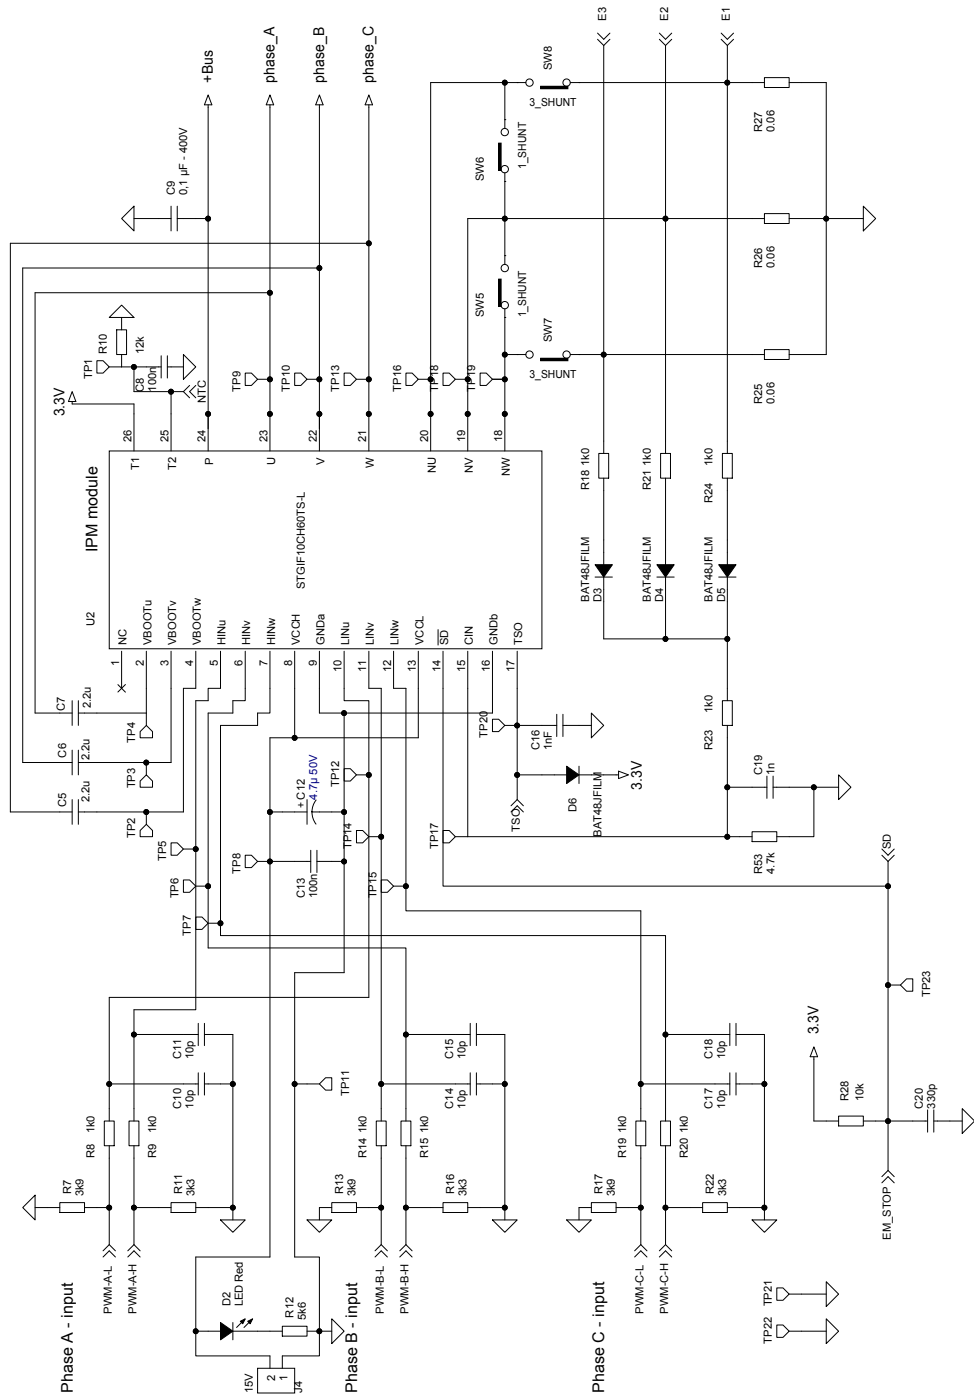 Phase A - input
PWM-A-L
PWM-A-H
R7
3k9
R8
1k0
R9
1k0
R11
3k3
C10
10p
C11
10p
15V
2
1
J4
D2
LED Red
R12
5k6
TP11
Phase B - input
PWM-B-L
PWM-B-H
R13
3k9
R14 1k0
R15 1k0
R16
3k3
C14
10p
C15
10p
Phase C - input
PWM-C-L
PWM-C-H
R17
3k9
R19 1k0
R20 1k0
R22
3k3
C17
10p
C18
10p
TP22
TP21
EM_STOP
R28
10k
3.3V
C20
330p
TP23
SD
TP7
TP6
TP5
TP8
C13
100n
+ C12
4.7µ 50V
TP12
TP14
TP15
TP17
TP2
TP3
TP4
C5
2.2u
C6
2.2u
C7
2.2u
TSO
D6
BAT48JFILM
3.3V
TP20
C16
1nF
R53
4.7k
C19
1n
R23
1k0
U2
IPM module
STGIF10CH60TS-L
1
NC
2
VBOOTu
3
VBOOTv
4
VBOOTw
5
HINu
6
HINv
7
HINw
8
VCCH
9
GNDa
10
LINu
11
LINv
12
LINw
13
VCCL
14
SD
15
CIN
16
GNDb
17
TSO
26
T1
25
T2
24
P
23
U
22
V
21
W
20
NU
19
NV
18
NW
3.3V
TP1
R10
12k
C8
100n
NTC
C9
0,1 µF - 400V
TP9
TP10
TP13
TP16
TP18
TP19
+Bus
phase_A
phase_B
phase_C
SW5
1_SHUNT
SW6
1_SHUNT
SW7
3_SHUNT
SW8
3_SHUNT
BAT48JFILM
D3
BAT48JFILM
D4
BAT48JFILM
D5
R18 1k0
R21 1k0
R24
1k0
R25
0.06
R26
0.06
R27
0.06
E3
E2
E1